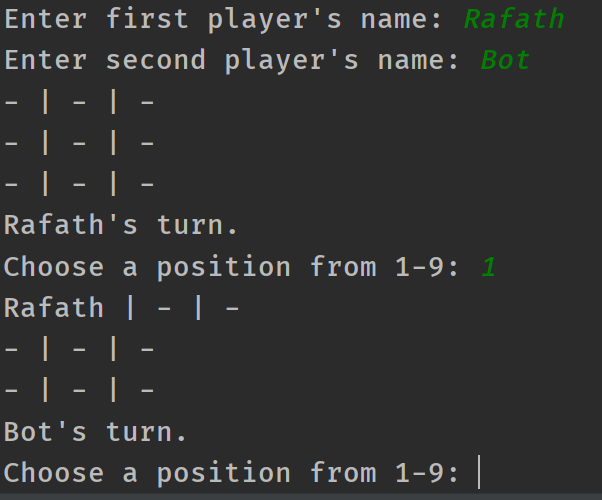 Enter first player's name: Rafath
Enter second player's name: Bot
- | - | -
- | - | -
- | - | -
Rafath's turn.
Choose a position from 1-9: 1
Rafath | - | -
- | - | -
- | - | -
Bot's turn.
Choose a position from 1-9: